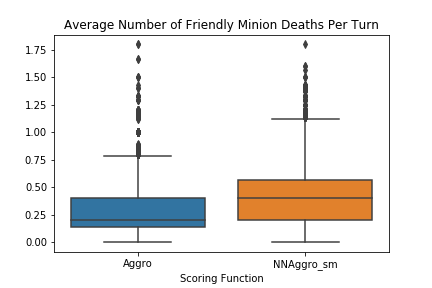 Average Number of Friendly Minion Deaths Per Turn
1.75
1.50
1.25
1.00
0.75
0.50
0.25
0.00
Aggro NNAggro_sm
Scoring Function